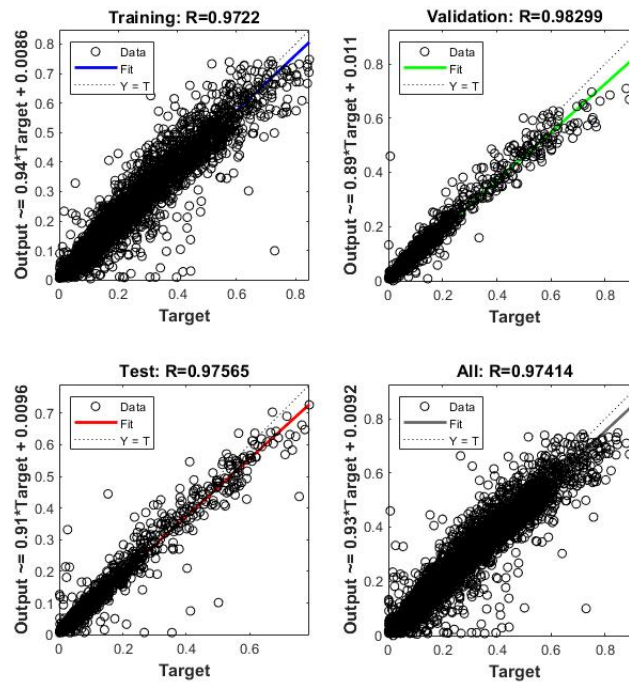 Training: R=0.9722
Output ~= 0.94*Target + 0.0086
0.8
0.7
0.6
0.5
0.4
0.3
0.2
0.1
0
Data
Fit
Y = T
0 0.2 0.4 0.6 0.8
Target
Validation: R=0.98299
Output ~= 0.89*Target + 0.011
0.8
0.6
0.4
0.2
0
Data
Fit
Y = T
0 0.2 0.4 0.6 0.8
Target
Test: R=0.97565
Output ~= 0.91*Target + 0.0096
0.7
0.6
0.5
0.4
0.3
0.2
0.1
0
Data
Fit
Y = T
0 0.2 0.4 0.6
Target
All: R=0.97414
Output ~= 0.93*Target + 0.0092
0.8
0.6
0.4
0.2
0
Data
Fit
Y = T
0 0.2 0.4 0.6 0.8
Target